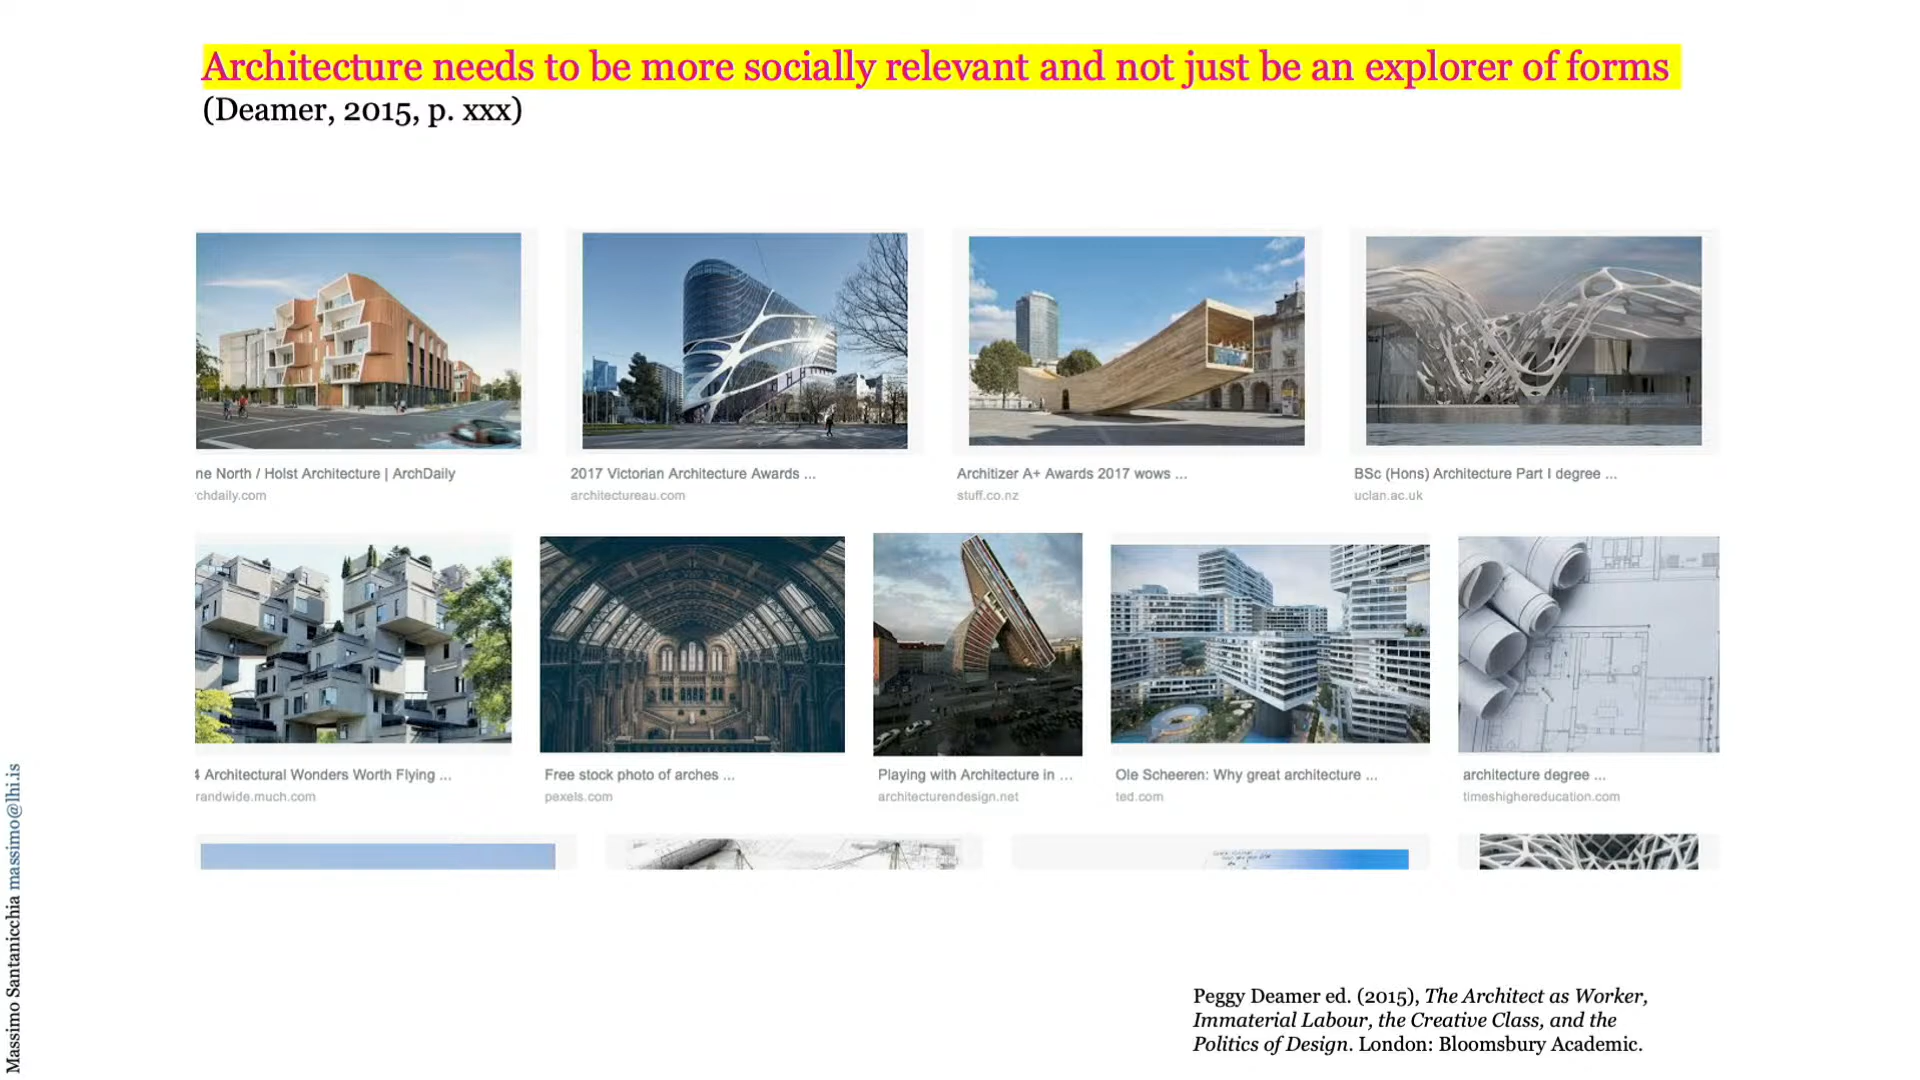 Architecture needs to be more socially relevant and not just be an explorer of forms
(Deamer, 2015, p. xxx)
ne North / Holst Architecture | ArchDaily
rchdaily.com
2017 Victorian Architecture Awards ...
architectureau.com
Architizer A+ Awards 2017 wows ...
stuff.co.nz
BSc (Hons) Architecture Part I degree ...
uclan.ac.uk
4 Architectural Wonders Worth Flying ...
randwide.much.com
Free stock photo of arches ...
pexels.com
Playing with Architecture in ...
architecturendesign.net
Ole Scheeren: Why great architecture ...
ted.com
architecture degree ...
timeshighereducation.com
Peggy Deamer ed. (2015), The Architect as Worker,
Immaterial Labour, the Creative Class, and the
Politics of Design. London: Bloomsbury Academic.
Massimo Santanicchia massimo@lhi.is